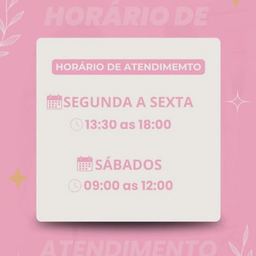 HORÁRIO DE
HORÁRIO DE ATENDIMEMTO
SEGUNDA A SEXTA
13:30 as 18:00
SÁBADOS
09:00 as 12:00
ATENDIMENTO